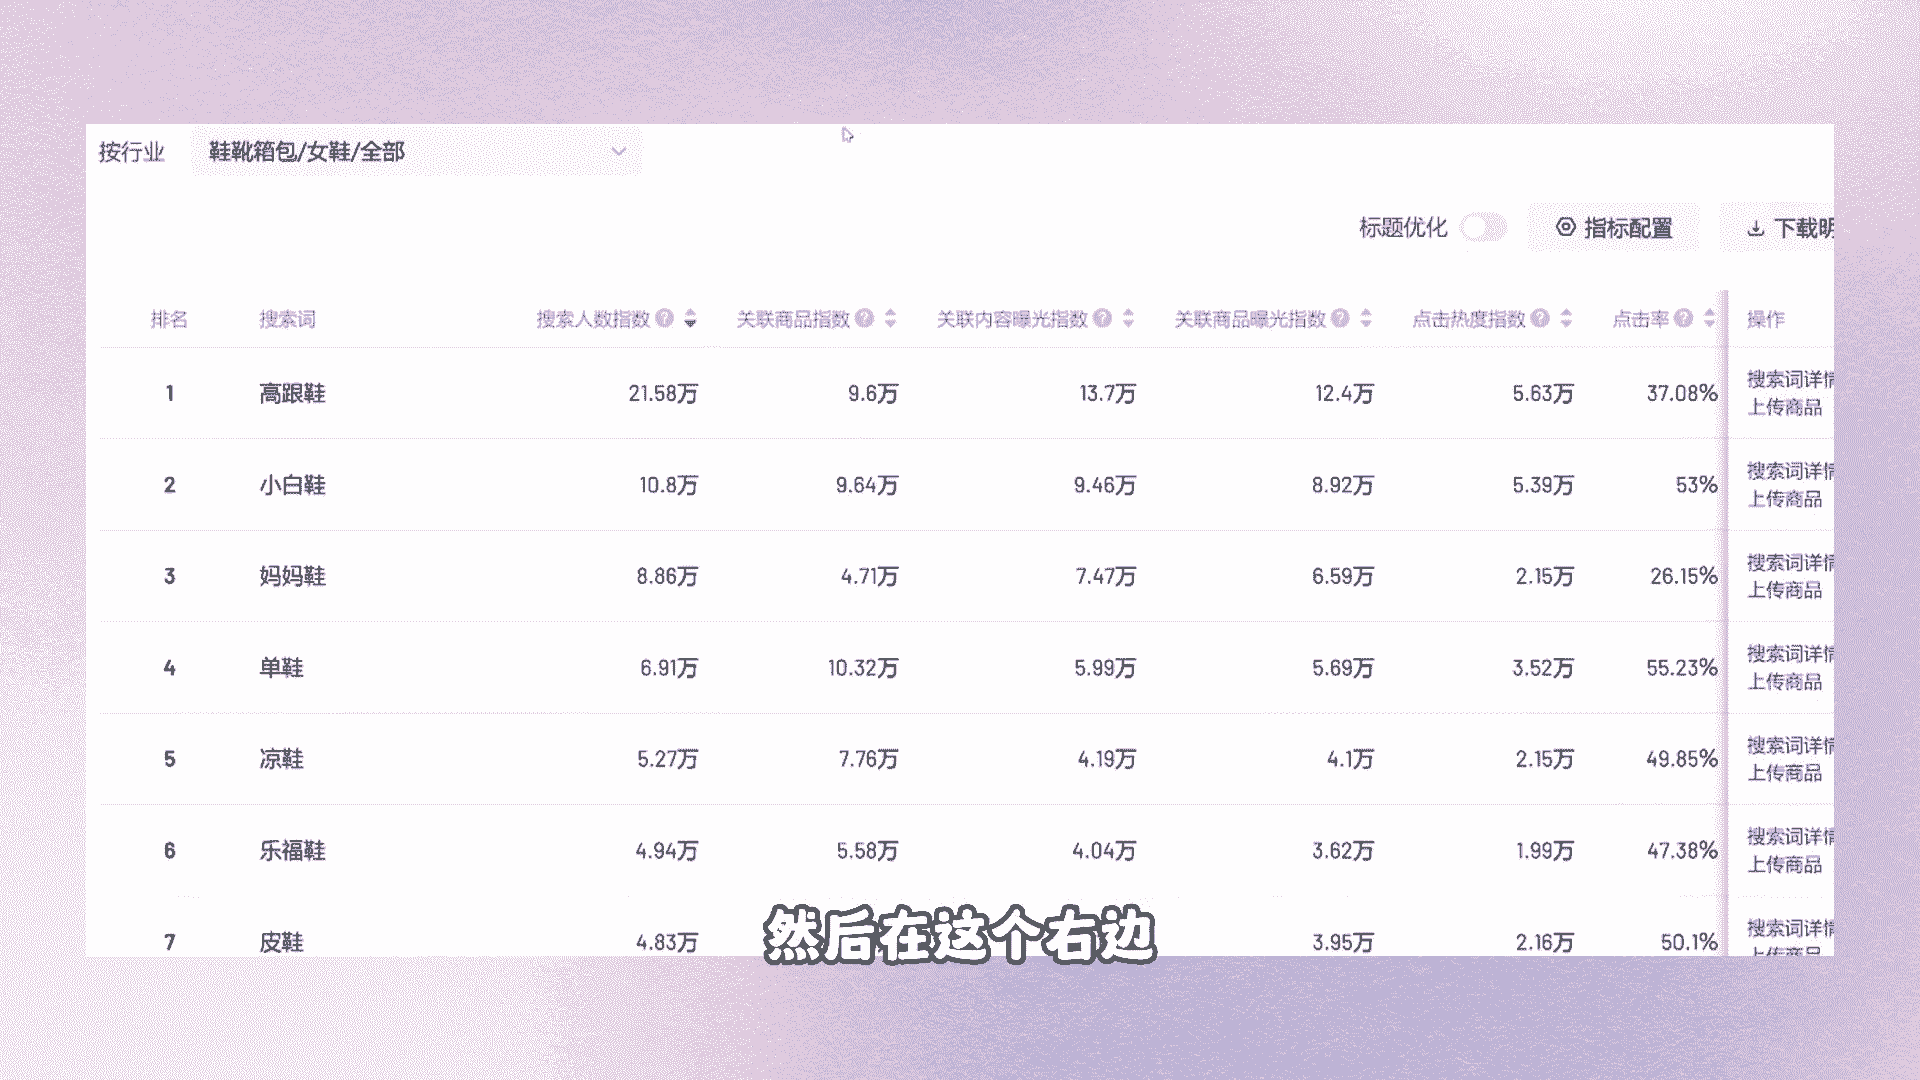 按行业 鞋靴箱包/女鞋/全部
标题优化 指标配置 下载明
排名 搜索词 搜索人数指数 关联商品指数 关联内容曝光指数 关联商品曝光指数 点击热度指数 点击率 操作
1 高跟鞋 21.58万 9.6万 13.7万 12.4万 5.63万 37.08% 搜索词详情
上传商品
2 小白鞋 10.8万 9.64万 9.46万 8.92万 5.39万 53% 搜索词详情
上传商品
3 妈妈鞋 8.86万 4.71万 7.47万 6.59万 2.15万 26.15% 搜索词详情
上传商品
4 单鞋 6.91万 10.32万 5.99万 5.69万 3.52万 55.23% 搜索词详情
上传商品
5 凉鞋 5.27万 7.76万 4.19万 4.1万 2.15万 49.85% 搜索词详情
上传商品
6 乐福鞋 4.94万 5.58万 4.04万 3.62万 1.99万 47.38% 搜索词详情
上传商品
7 皮鞋 4.83万 3.95万 2.16万 50.1% 搜索词详情
上传商品
然后在这个右边